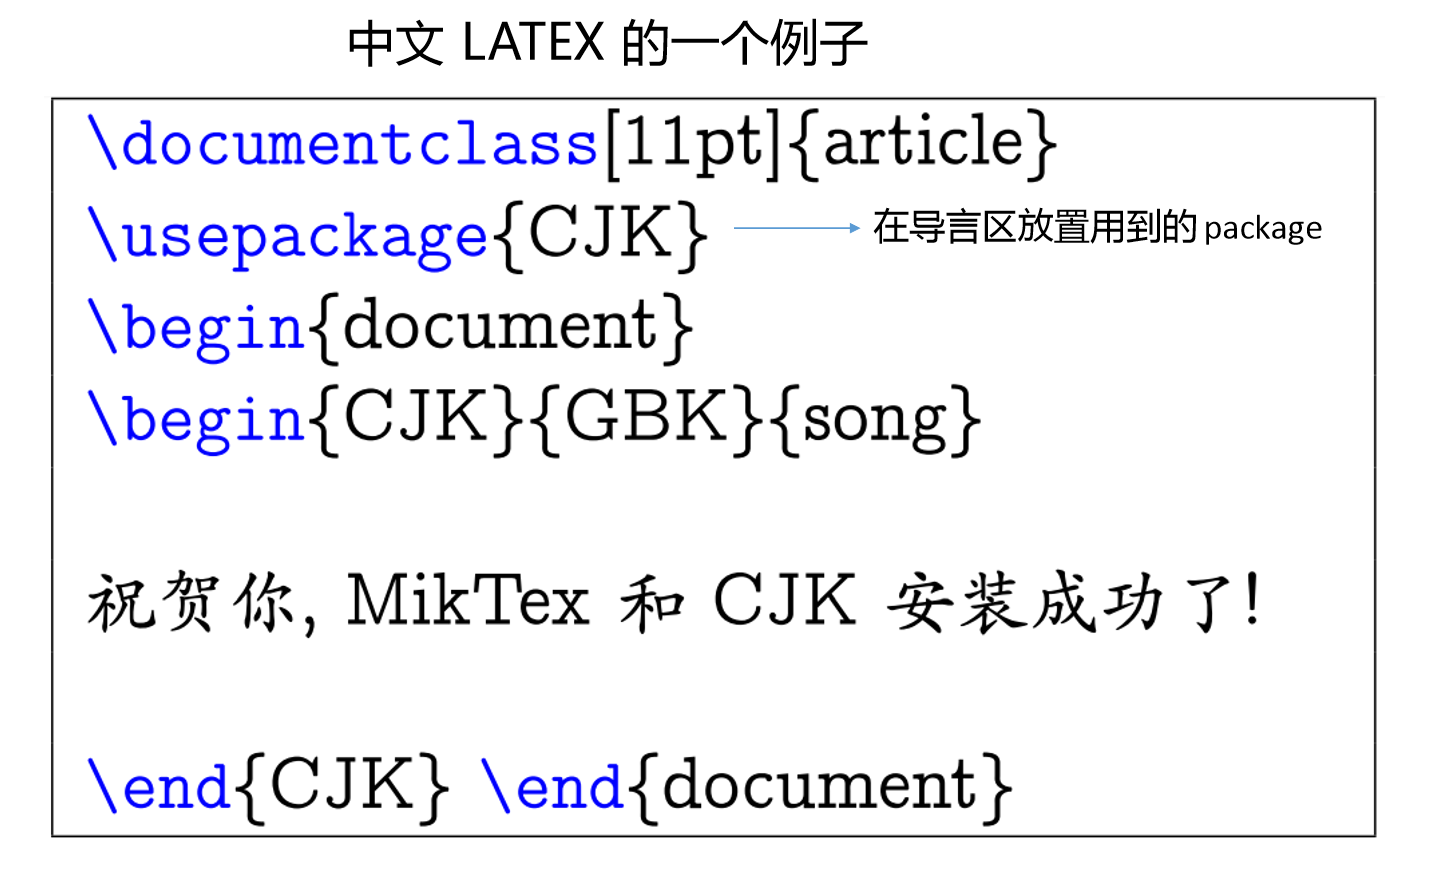 中文 LATEX 的一个例子
\documentclass[11pt]{article}
\usepackage{CJK}
在导言区放置用到的 package
\begin{document}
\begin{CJK}{GBK}{song}
祝贺你, MikTex 和 CJK 安装成功了!
\end{CJK} \end{document}